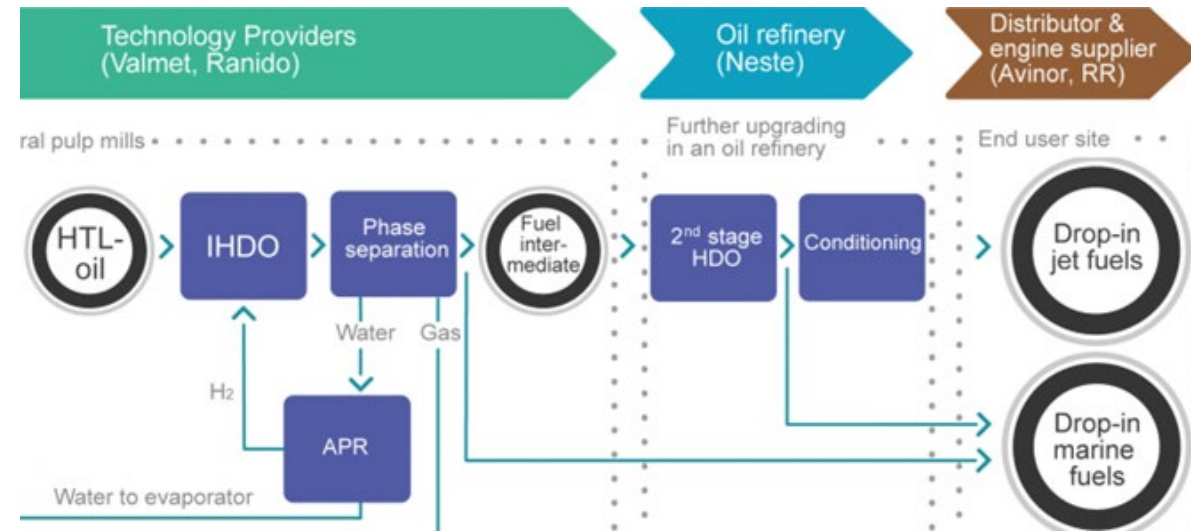 Technology Providers
(Valmet, Ranido)
Oil refinery
(Neste)
Distributor &
engine supplier
(Avinor, RR)
ral pulp mills
Further upgrading
in an oil refinery
End user site
HTL-
oil
IHDO
Phase
separation
Fuel
inter-
mediate
2nd stage
HDO
Conditioning
Drop-in
jet fuels
Water
Gas
H2
APR
Drop-in
marine
fuels
Water to evaporator